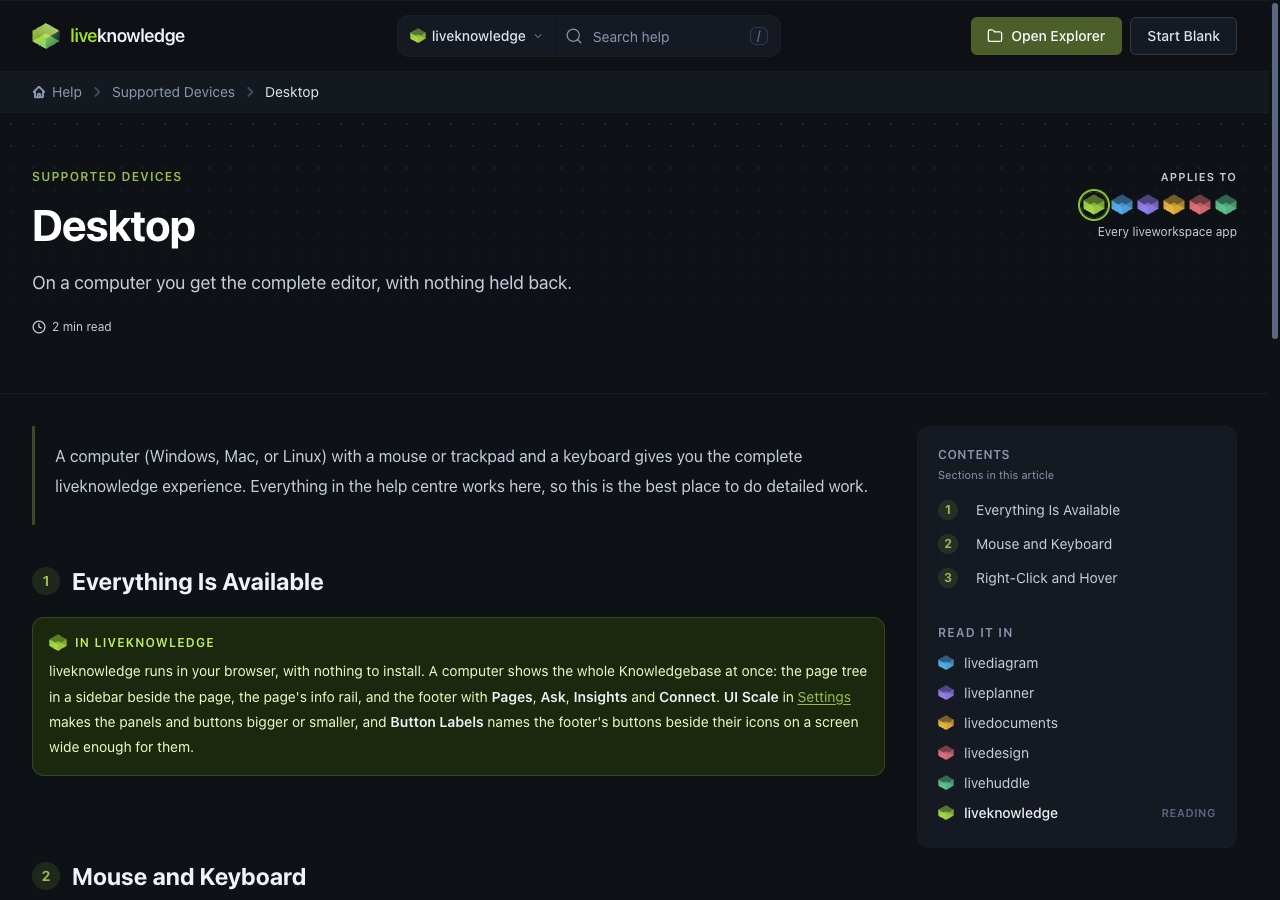 liveknowledge
liveknowledge
Search help
/
Open Explorer
Start Blank
Help
Supported Devices
Desktop
SUPPORTED DEVICES
Desktop
On a computer you get the complete editor, with nothing held back.
2 min read
APPLIES TO
Every liveworkspace app
A computer (Windows, Mac, or Linux) with a mouse or trackpad and a keyboard gives you the complete
liveknowledge experience. Everything in the help centre works here, so this is the best place to do detailed work.
1 Everything Is Available
IN LIVEKNOWLEDGE
liveknowledge runs in your browser, with nothing to install. A computer shows the whole Knowledgebase at once: the page tree
in a sidebar beside the page, the page's info rail, and the footer with Pages, Ask, Insights and Connect. UI Scale in Settings
makes the panels and buttons bigger or smaller, and Button Labels names the footer's buttons beside their icons on a screen
wide enough for them.
2 Mouse and Keyboard
CONTENTS
Sections in this article
1 Everything Is Available
2 Mouse and Keyboard
3 Right-Click and Hover
READ IT IN
livediagram
liveplanner
livedocuments
livedesign
livehuddle
liveknowledge READING